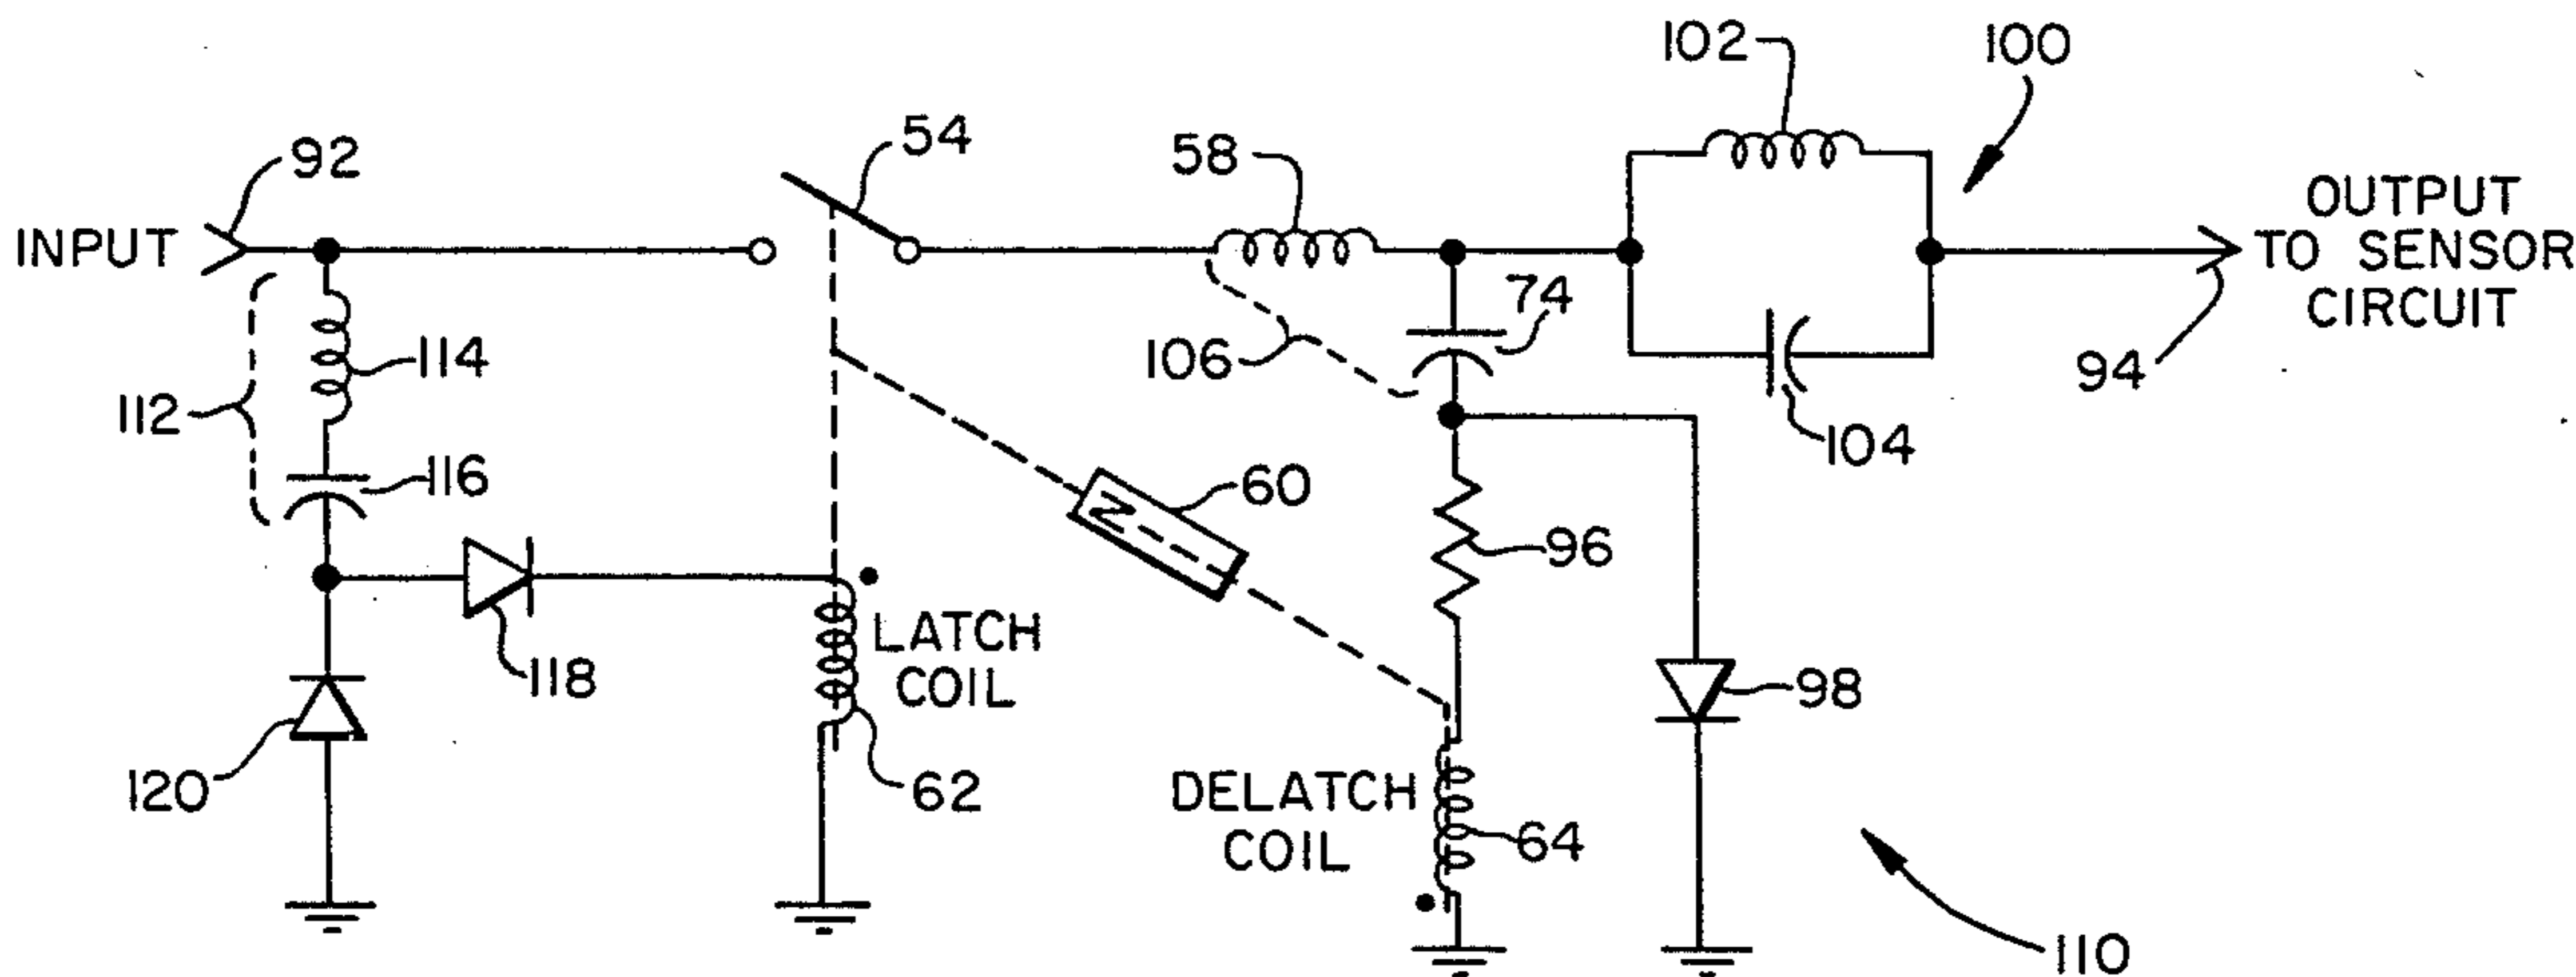 102
100
92
54
58
INPUT
OUTPUT
TO SENSOR
CIRCUIT
74
106
114
94
112
104
116
60
N
96
LATCH
COIL
118
98
120
62
DELATCH
COIL
64
110